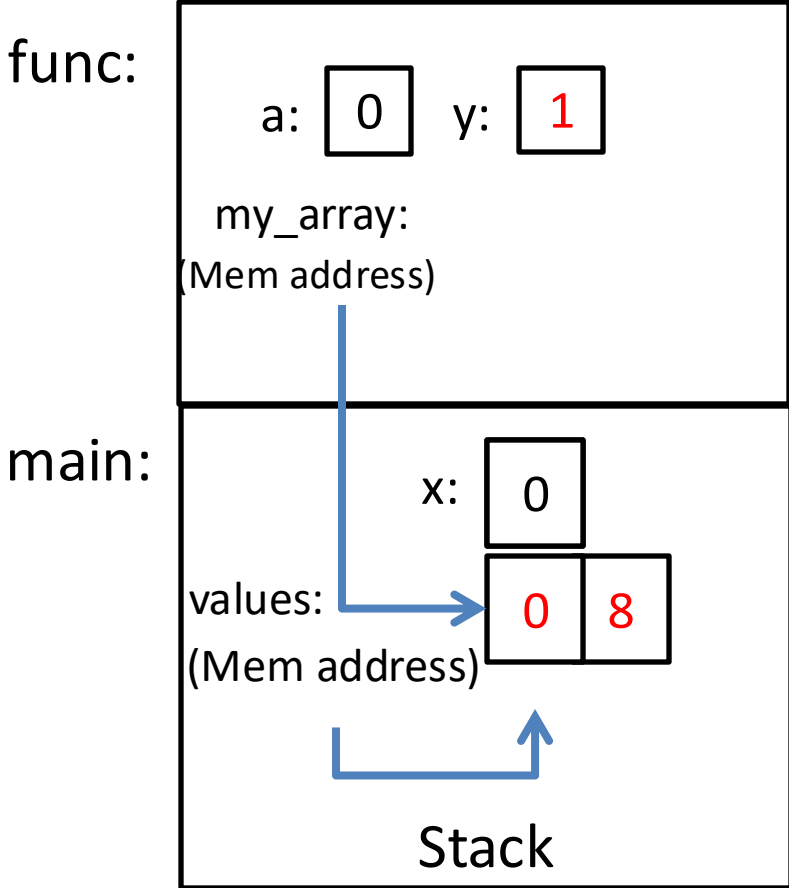 func:
a: 0 y: 1
my_array:
(Mem address)
main:
x: 0
values: 0 8
(Mem address)
Stack